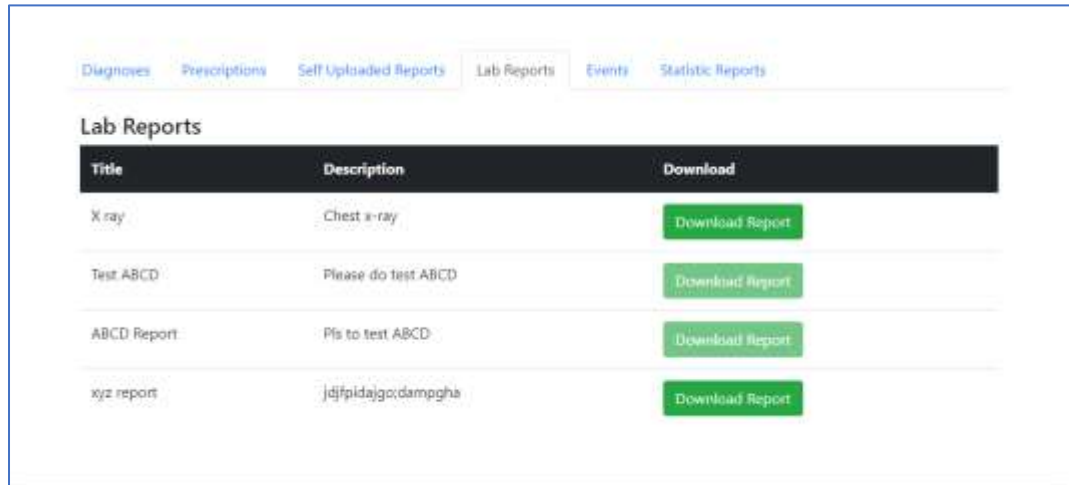 Diagnoses Prescriptions Self Uploaded Reports Lab Reports Events Statistic Reports
Lab Reports
Title Description Download
X ray Chest x-ray Download Report
Test ABCD Please do test ABCD Download Report
ABCD Report Pls to test ABCD Download Report
xyz report Download Report